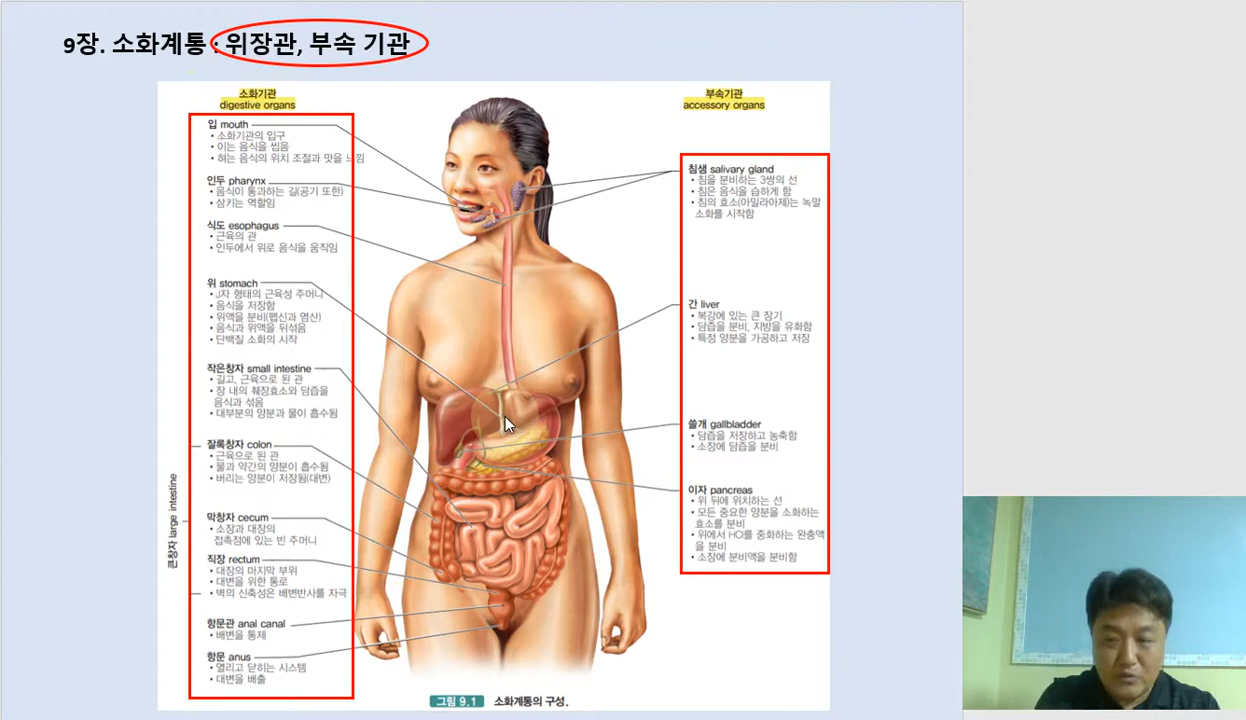 9장. 소화계통 : 위장관, 부속 기관
소화기관
digestive organs
입 mouth
• 소화기관의 입구
• 이는 음식을 씹음
• 혀는 음식의 위치 조절과 맛을 느낌
인두 pharynx
• 음식이 통과하는 길(공기 또한)
• 삼키는 역할임
식도 esophagus
• 근육의 관
• 인두에서 위로 음식을 움직임
위 stomach
• J자 형태의 근육성 주머니
• 음식을 저장함
• 위액을 분비(펩신과 염산)
• 음식과 위액을 뒤섞음
• 단백질 소화의 시작
작은창자 small intestine
• 길고, 근육으로 된 관
• 장 내의 췌장효소와 담즙을
음식과 섞음
• 대부분의 양분과 물이 흡수됨
큰창자 large intestine
잘록창자 colon
• 근육으로 된 관
• 물과 약간의 양분이 흡수됨
• 버리는 양분이 저장됨(대변)
막창자 cecum
• 소장과 대장의
접촉점에 있는 빈 주머니
직장 rectum
• 대장의 마지막 부위
• 대변을 위한 통로
• 벽의 신축성은 배변반사를 자극
항문관 anal canal
• 배변을 통제
항문 anus
• 열리고 닫히는 시스템
• 대변을 배출
부속기관
accessory organs
침샘 salivary gland
• 침을 분비하는 3쌍의 선
• 침은 음식을 습하게 함
• 침의 효소(아밀라아제)는 녹말
소화를 시작함
간 liver
• 복강에 있는 큰 장기
• 담즙을 분비, 지방을 유화함
• 특정 양분을 가공하고 저장
쓸개 gallbladder
• 담즙을 저장하고 농축함
• 소장에 담즙을 분비
이자 pancreas
• 위 뒤에 위치하는 선
• 모든 중요한 양분을 소화하는
효소를 분비
• 위에서 HCl를 중화하는 완충액
을 분비
• 소장에 분비액을 분비함
그림 9.1 소화계통의 구성.